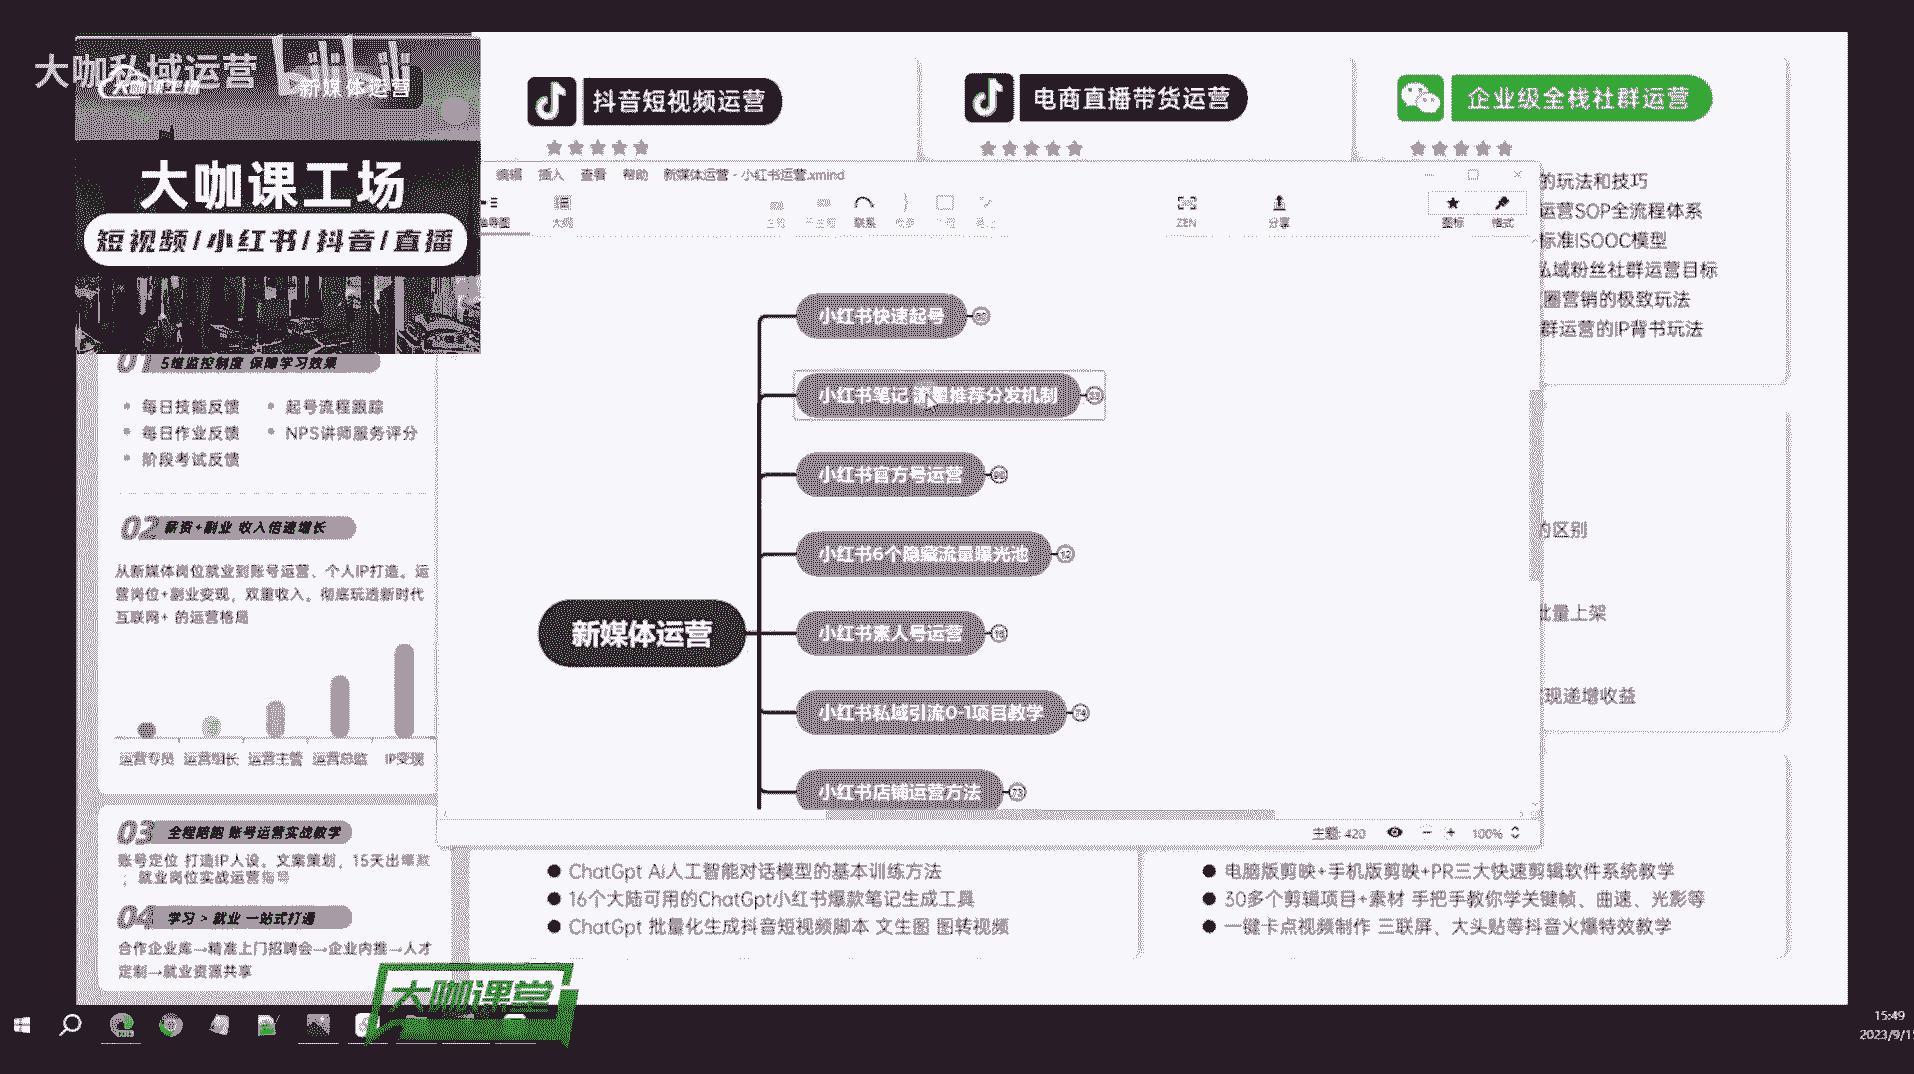 大咖私域运营
大咖课工场
新媒体运营
大咖课工场
短视频/小红书/抖音/直播
抖音短视频运营
电商直播带货运营
企业级全栈社群运营
的玩法和技巧
运营SOP全流程体系
标准ISOOC模型
私域粉丝社群运营目标
圈营销的极致玩法
群运营的IP背书玩法
的区别
批量上架
现递增收益
编辑 插入 查看 帮助 新媒体运营 - 小红书运营.xmind
大纲 联系 ZEN 分享 图标 格式
小红书快速起号
小红书笔记 流量推荐分发机制
小红书官方号运营
小红书6个隐藏流量曝光池 12
小红书素人号运营
新媒体运营
小红书私域引流0-1项目教学 74
小红书店铺运营方法 73
主题: 420 100%
01 5维监控制度 保障学习效果
每日技能反馈 起号流程跟踪
每日作业反馈 NPS讲师服务评分
阶段考试反馈
02 薪资+副业 收入倍速增长
从新媒体岗位就业到账号运营、个人IP打造。运
营岗位+副业变现，双重收入。彻底玩透新时代
互联网+ 的运营格局
运营专员 运营组长 运营主管 运营总监 IP变现
03 全程陪跑 账号运营实战教学
账号定位 打造IP人设。文案策划，15天出爆款
；就业岗位实战运营指导
04 学习 > 就业 一站式打通
合作企业库→精准上门招聘会→企业内推→人才
定制→就业资源共享
ChatGpt Ai人工智能对话模型的基本训练方法
16个大陆可用的ChatGpt小红书爆款笔记生成工具
ChatGpt 批量化生成抖音短视频脚本 文生图 图转视频
电脑版剪映+手机版剪映+PR三大快速剪辑软件系统教学
30多个剪辑项目+素材 手把手教你学关键帧、曲速、光影等
一键卡点视频制作 三联屏、大头贴等抖音火爆特效教学
大咖课堂
15:49
2023/9/1